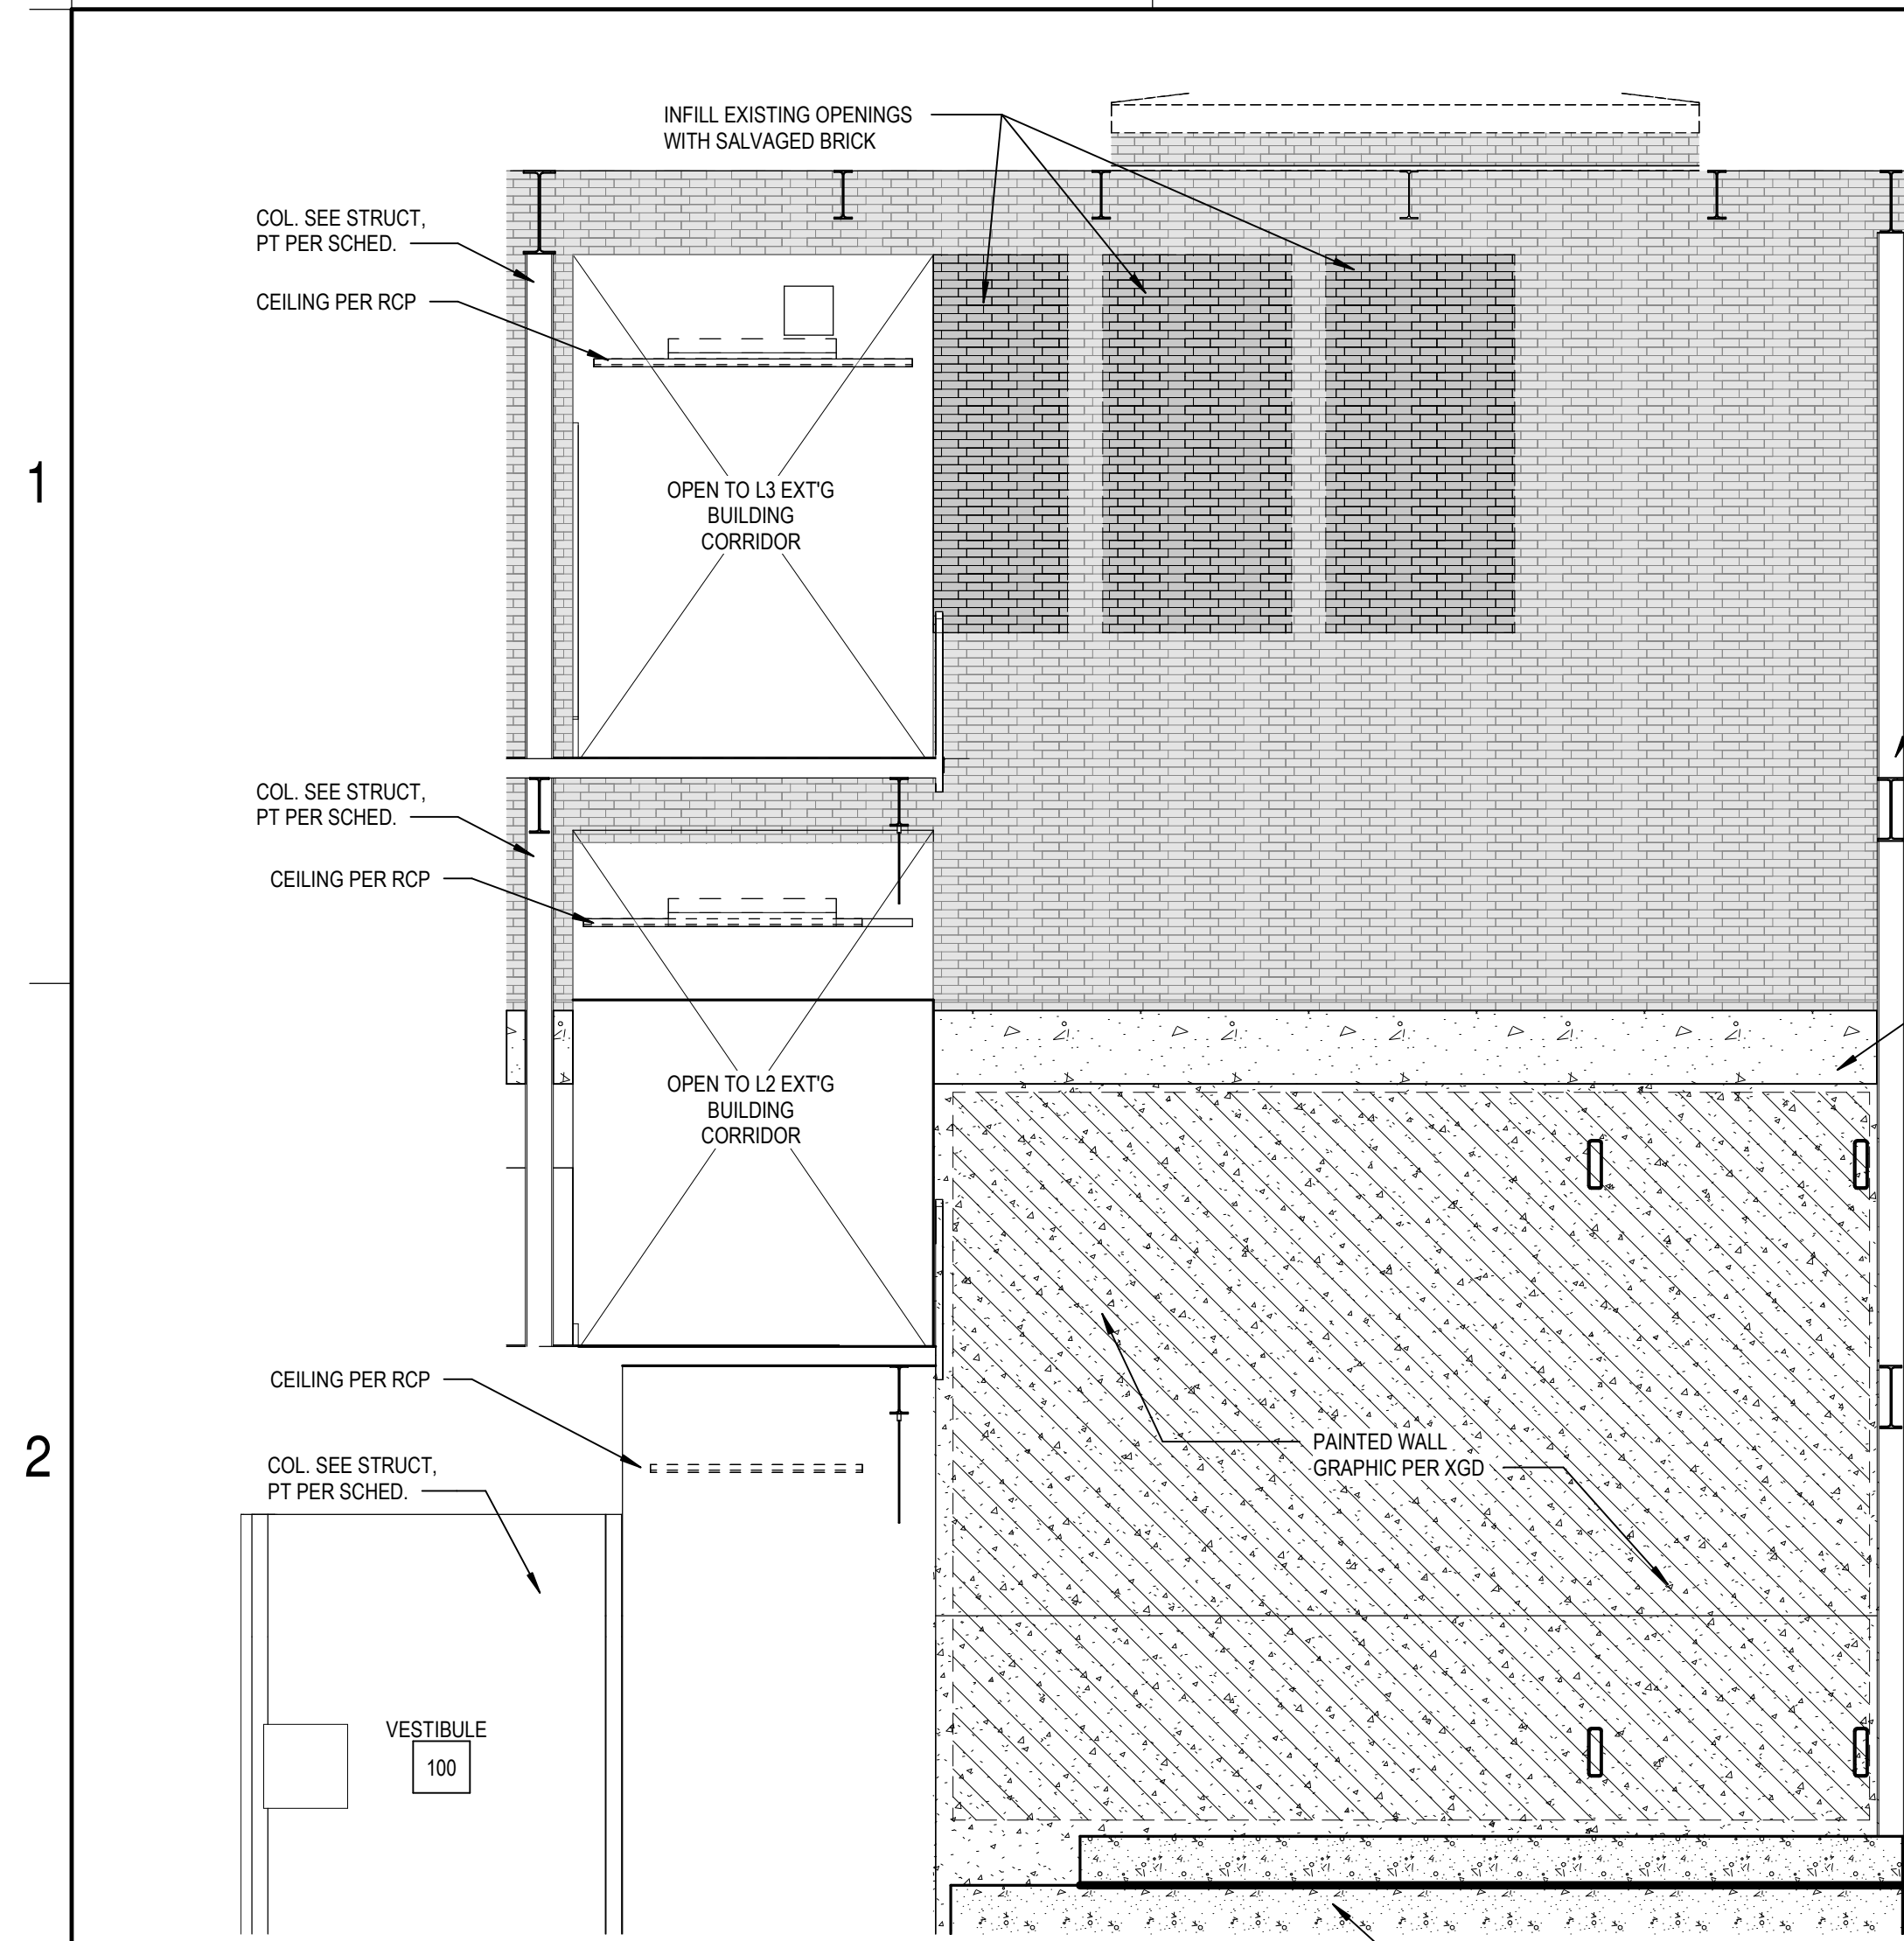 INFILL EXISTING OPENINGS
WITH SALVAGED BRICK
COL. SEE STRUCT,
PT PER SCHED.
CEILING PER RCP
1
OPEN TO L3 EXT'G
BUILDING
CORRIDOR
COL. SEE STRUCT,
PT PER SCHED.
CEILING PER RCP
OPEN TO L2 EXT'G
BUILDING
CORRIDOR
CEILING PER RCP
2
PAINTED WALL
GRAPHIC PER XGD
COL. SEE STRUCT,
PT PER SCHED.
VESTIBULE
100